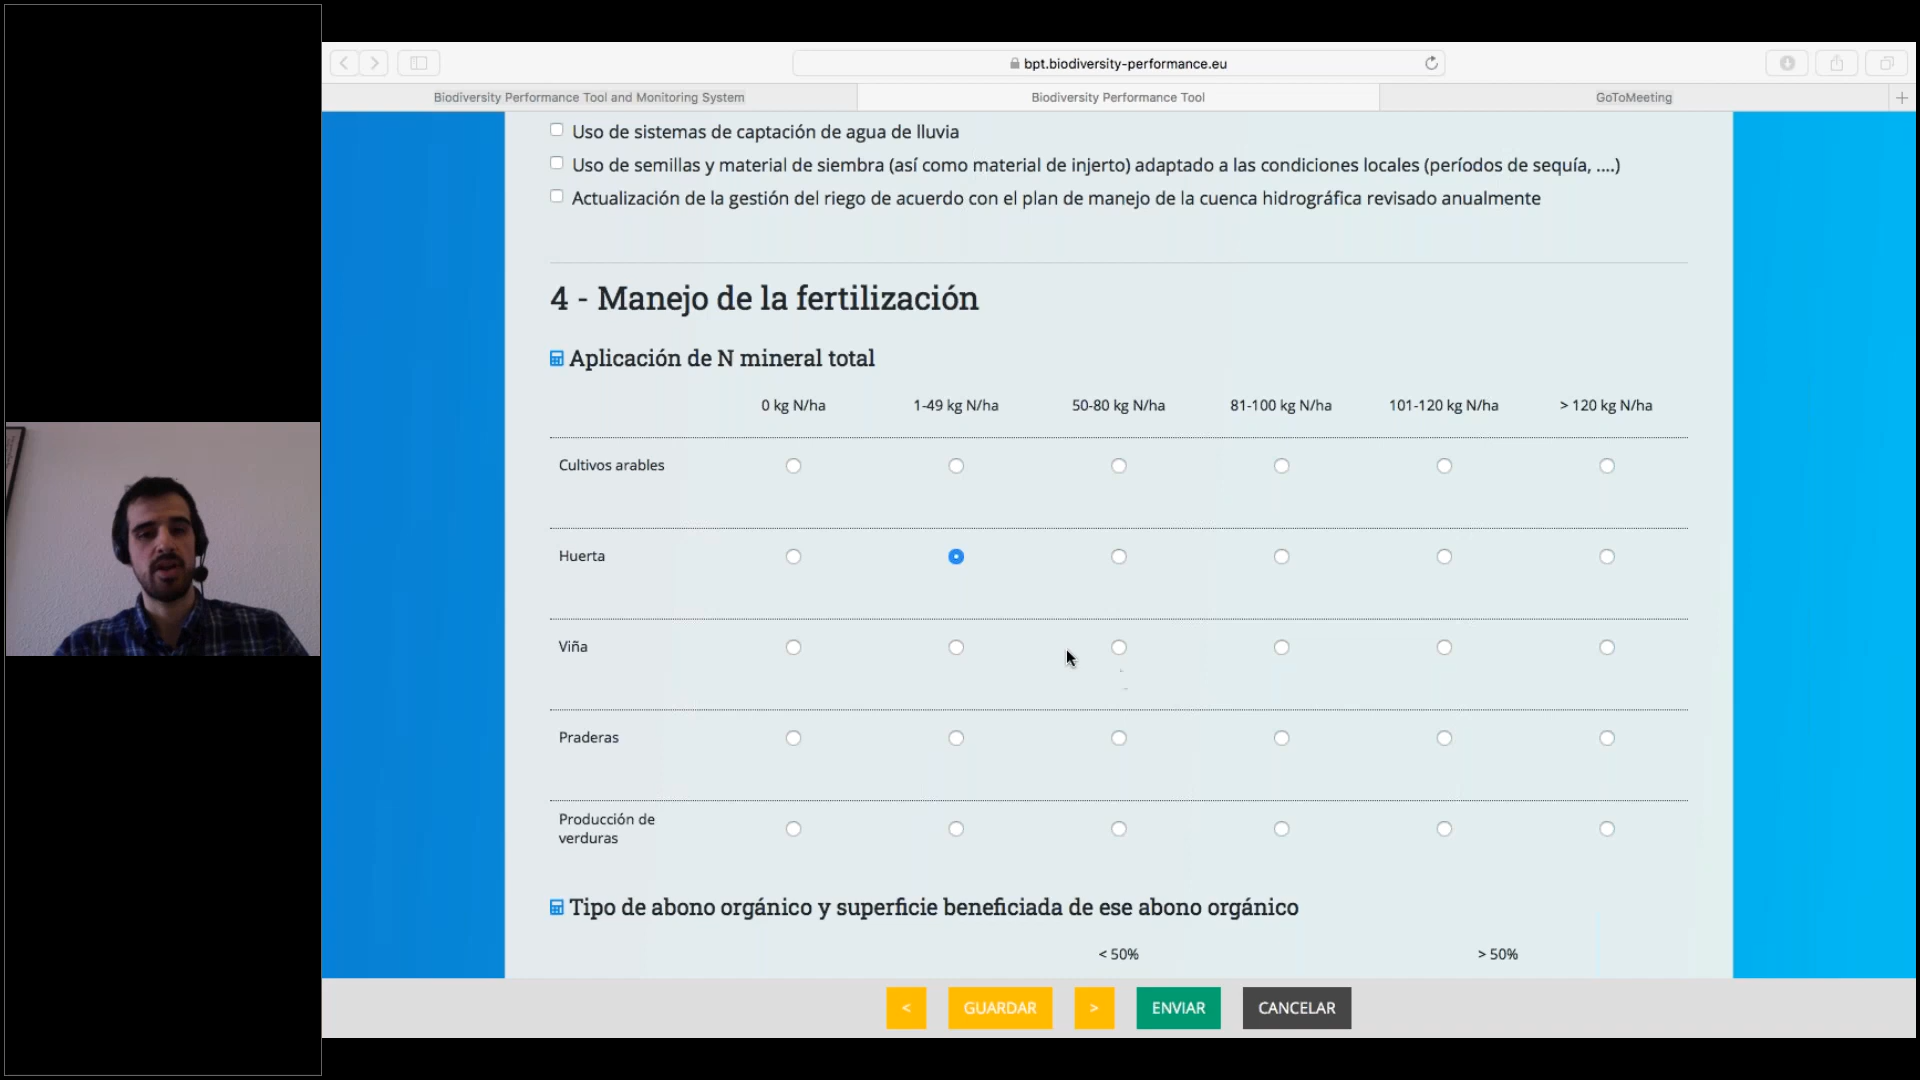 bpt.biodiversity-performance.eu
Biodiversity Performance Tool and Monitoring System
Biodiversity Performance Tool
GoToMeeting
Uso de sistemas de captación de agua de lluvia
Uso de semillas y material de siembra (así como material de injerto) adaptado a las condiciones locales (períodos de sequía, ....)
Actualización de la gestión del riego de acuerdo con el plan de manejo de la cuenca hidrográfica revisado anualmente
4 - Manejo de la fertilización
Aplicación de N mineral total
0 kg N/ha 1-49 kg N/ha 50-80 kg N/ha 81-100 kg N/ha 101-120 kg N/ha > 120 kg N/ha
Cultivos arables
Huerta
Viña
Praderas
Producción de
verduras
Tipo de abono orgánico y superficie beneficiada de ese abono orgánico
< 50% > 50%
< GUARDAR > ENVIAR CANCELAR